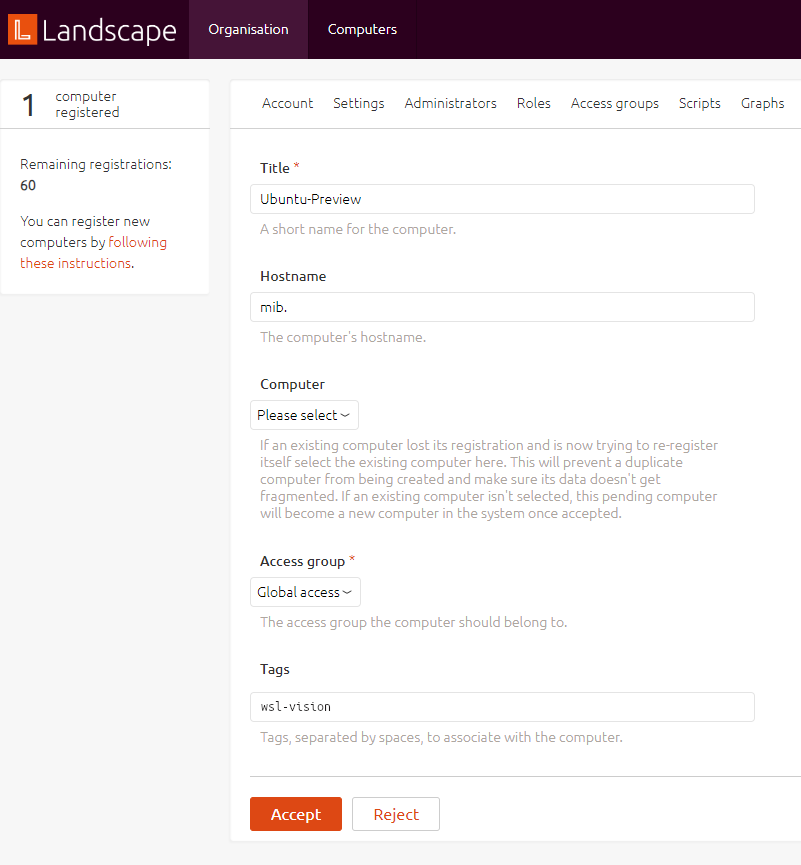 Landscape
Organisation
Computers
1
computer
registered
Remaining registrations:
60
You can register new
computers by following
these instructions.
Account
Settings
Administrators
Roles
Access groups
Scripts
Graphs
Title *
Ubuntu-Preview
A short name for the computer.
Hostname
mib.
The computer's hostname.
Computer
Please select
If an existing computer lost its registration and is now trying to re-register
itself select the existing computer here. This will prevent a duplicate
computer from being created and make sure its data doesn't get
fragmented. If an existing computer isn't selected, this pending computer
will become a new computer in the system once accepted.
Access group *
Global access
The access group the computer should belong to.
Tags
wsl-vision
Tags, separated by spaces, to associate with the computer.
Accept
Reject